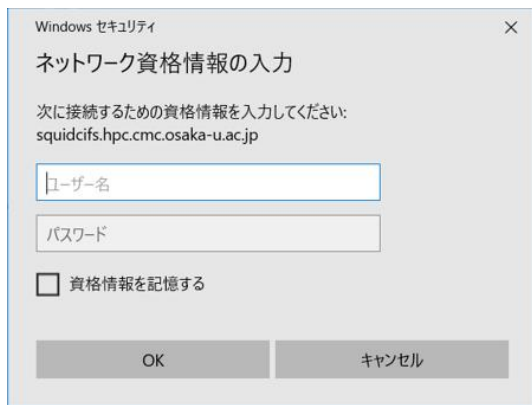 Windows セキュリティ
ネットワーク資格情報の入力
次に接続するための資格情報を入力してください:
squidcifs.hpc.cmc.osaka-u.ac.jp
ユーザー名
パスワード
資格情報を記憶する
OK
キャンセル